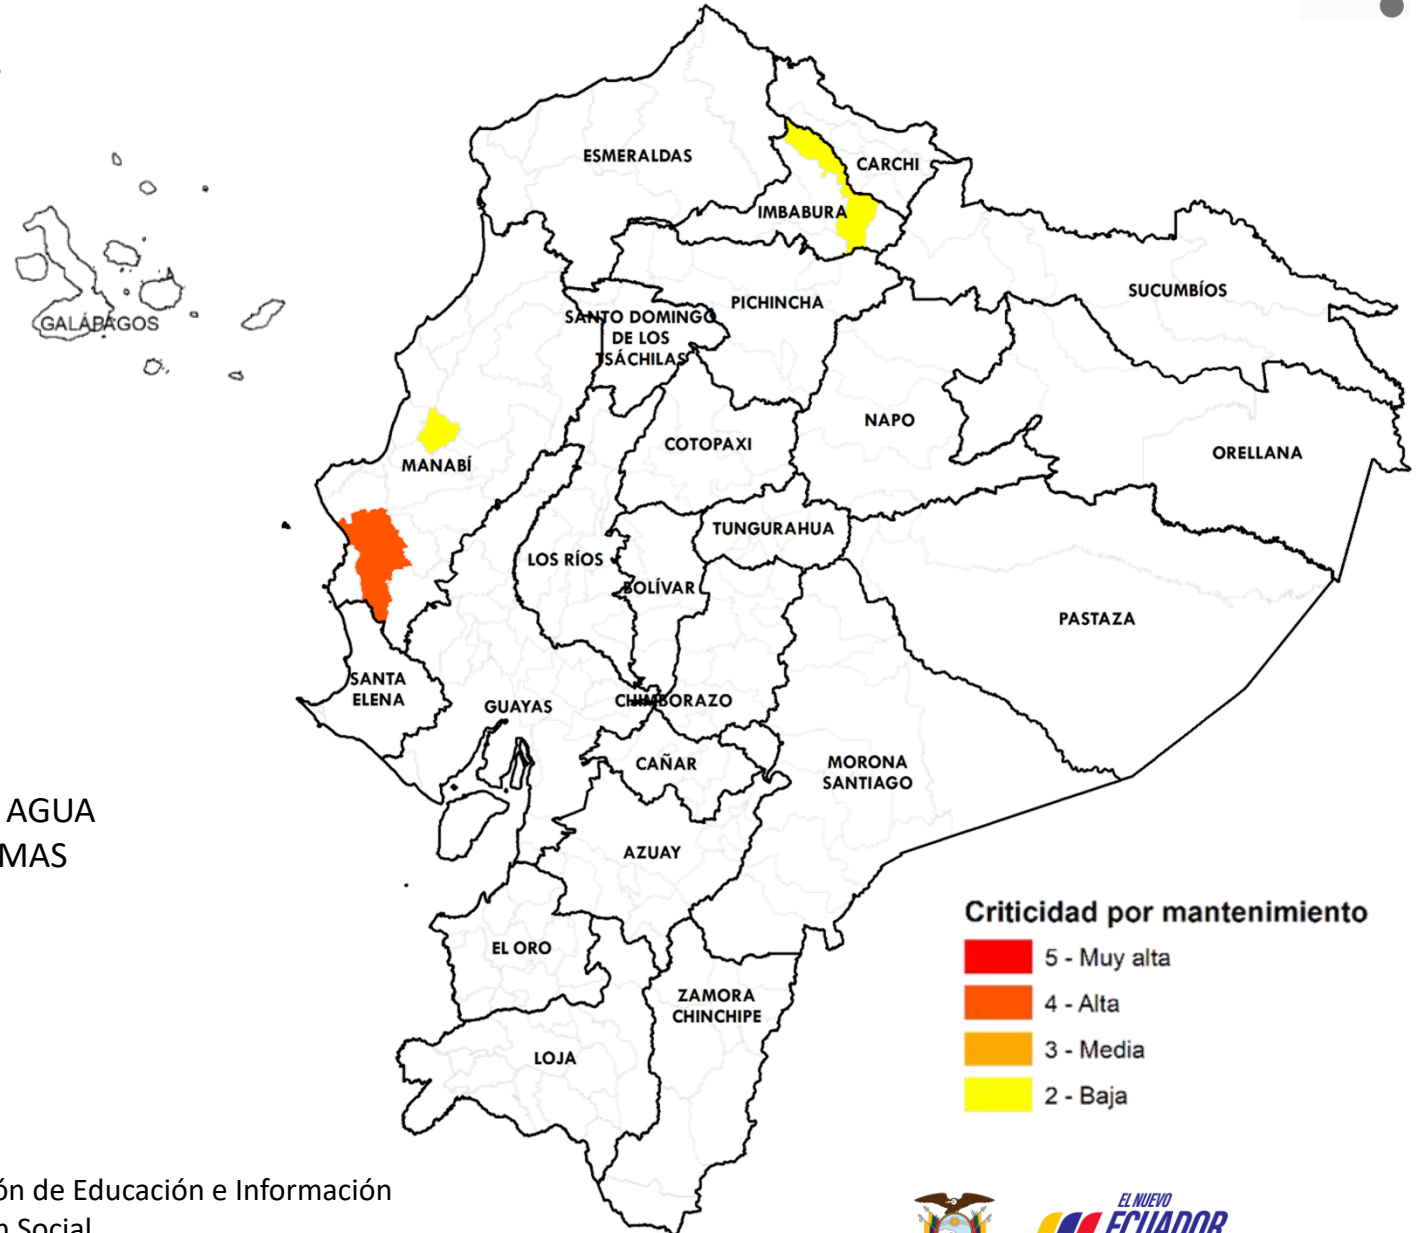 ESMERALDAS
CARCHI
IMBABURA
SUCUMBÍOS
PICHINCHA
GALÁPAGOS
SANTO DOMINGO
DE LOS
TSÁCHILAS
NAPO
COTOPAXI
ORELLANA
MANABÍ
TUNGURAHUA
LOS RÍOS
BOLÍVAR
PASTAZA
SANTA
ELENA
GUAYAS
CHIMBORAZO
CAÑAR
MORONA
SANTIAGO
AGUA
MAS
AZUAY
EL ORO
ZAMORA
CHINCHIPE
LOJA
Criticidad por mantenimiento
5 - Muy alta
4 - Alta
3 - Media
2 - Baja
ón de Educación e Información
n Social
EL NUEVO
ECUADOR